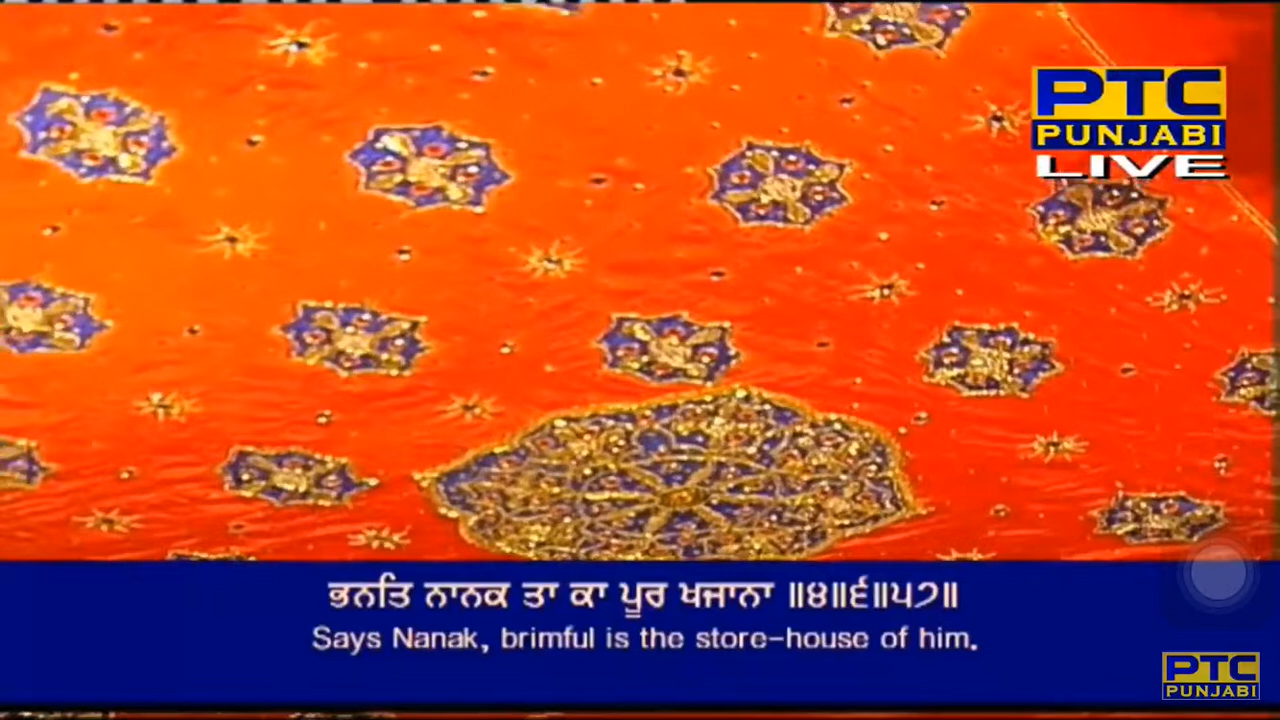 PTC
PUNJABI
LIVE
ਭਨਤਿ ਨਾਨਕ ਤਾ ਕਾ ਪੂਰ ਖਜਾਨਾ ॥੪॥੬॥੫੭॥
Says Nanak, brimful is the store-house of him.
PTC
PUNJABI